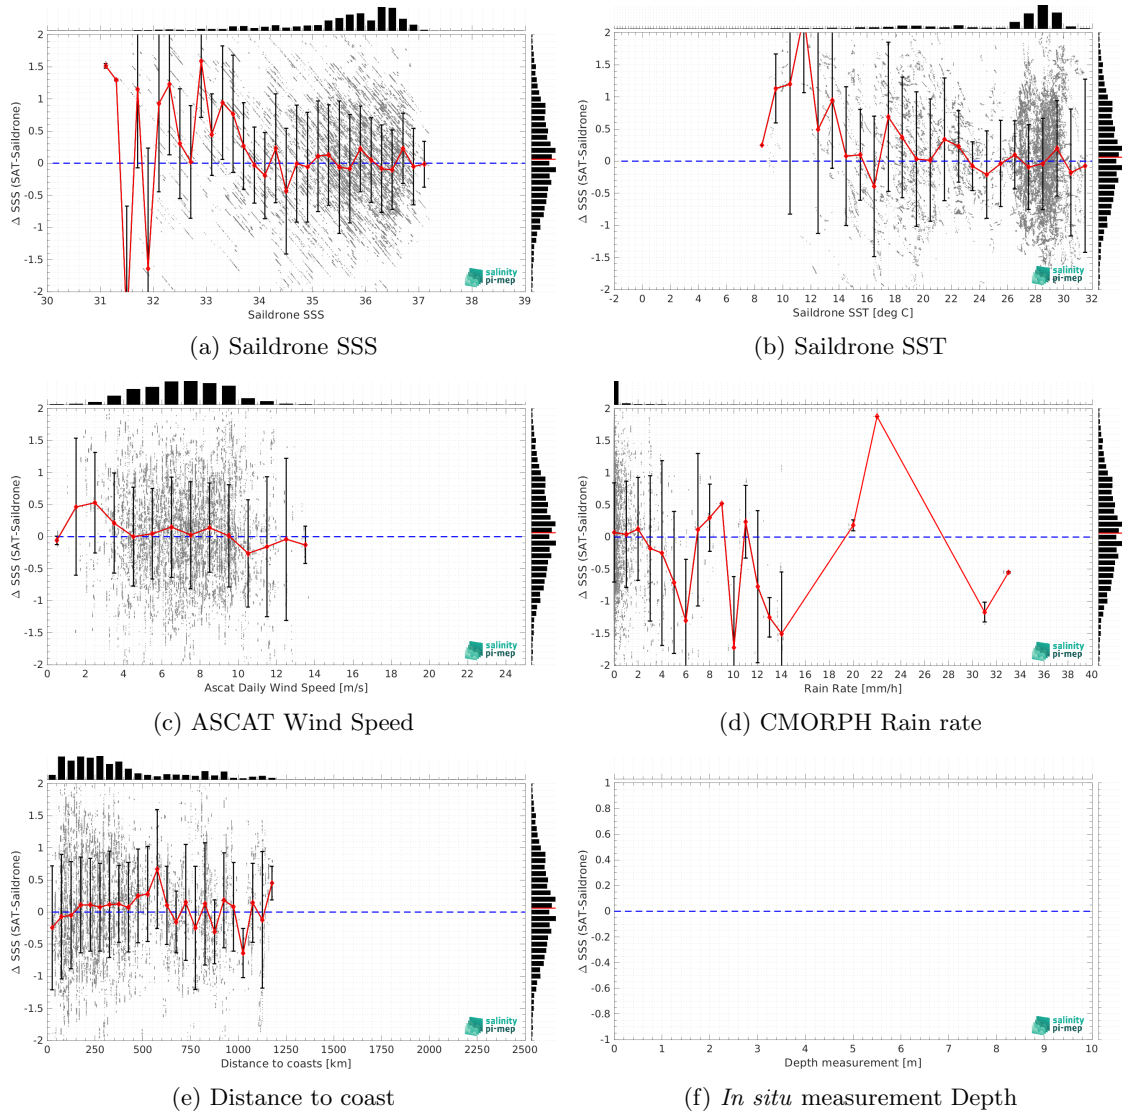 2
1.5
1
0.5
0
-0.5
-1
-1.5
-2
Δ SSS (SAT-Saildrone)
30 31 32 33 34 35 36 37 38 39
Saildrone SSS
salinity
pi-mep
(a) Saildrone SSS
2
1.5
1
0.5
0
-0.5
-1
-1.5
-2
Δ SSS (SAT-Saildrone)
-2 0 2 4 6 8 10 12 14 16 18 20 22 24 26 28 30 32
Saildrone SST [deg C]
salinity
pi-mep
(b) Saildrone SST
2
1.5
1
0.5
0
-0.5
-1
-1.5
-2
Δ SSS (SAT-Saildrone)
0 2 4 6 8 10 12 14 16 18 20 22 24
Ascat Daily Wind Speed [m/s]
salinity
pi-mep
(c) ASCAT Wind Speed
2
1.5
1
0.5
0
-0.5
-1
-1.5
-2
Δ SSS (SAT-Saildrone)
0 2 4 6 8 10 12 14 16 18 20 22 24 26 28 30 32 34 36 38 40
Rain Rate [mm/h]
salinity
pi-mep
(d) CMORPH Rain rate
2
1.5
1
0.5
0
-0.5
-1
-1.5
-2
Δ SSS (SAT-Saildrone)
0 250 500 750 1000 1250 1500 1750 2000 2250 2500
Distance to coasts [km]
salinity
pi-mep
(e) Distance to coast
1
0.8
0.6
0.4
0.2
0
-0.2
-0.4
-0.6
-0.8
-1
Δ SSS (SAT-Saildrone)
0 1 2 3 4 5 6 7 8 9 10
Depth measurement [m]
salinity
pi-mep
(f) In situ measurement Depth